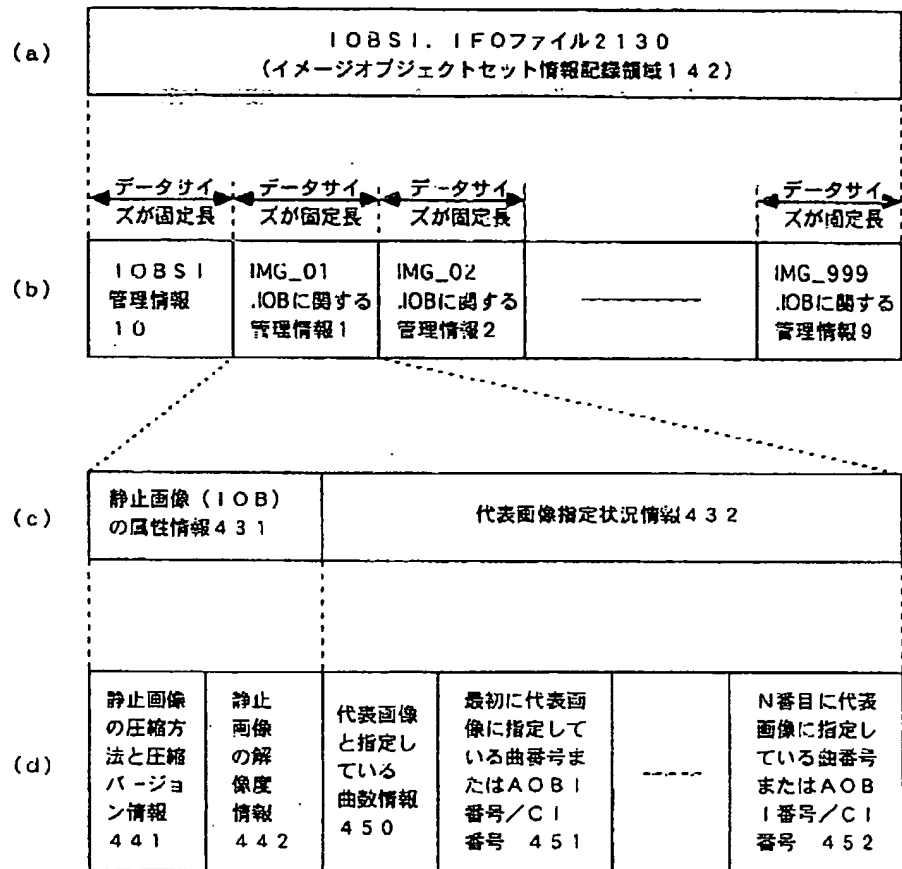 (a)
IOBSI. IFOファイル2130
(イメージオブジェクトセット情報記録領域142)
データサイ
ズが固定長
データサイ
ズが固定長
データサイ
ズが固定長
データサイ
ズが固定長
(b)
IOBSI
管理情報
10
IMG_01
.IOBに関する
管理情報1
IMG_02
.IOBに関する
管理情報2
IMG_999
.IOBに関する
管理情報9
(c)
静止画像(IOB)
の属性情報431
代表画像指定状況情報432
(d)
静止画像
の圧縮方
法と圧縮
バージョ
ン情報
441
静止
画像
の解
像度
情報
442
代表画像
と指定し
ている
曲数情報
450
最初に代表画
像に指定して
いる曲番号ま
たはAOBI
番号/CI
番号 451
N番目に代表
画像に指定し
ている曲番号
またはAOB
I番号/CI
番号 452